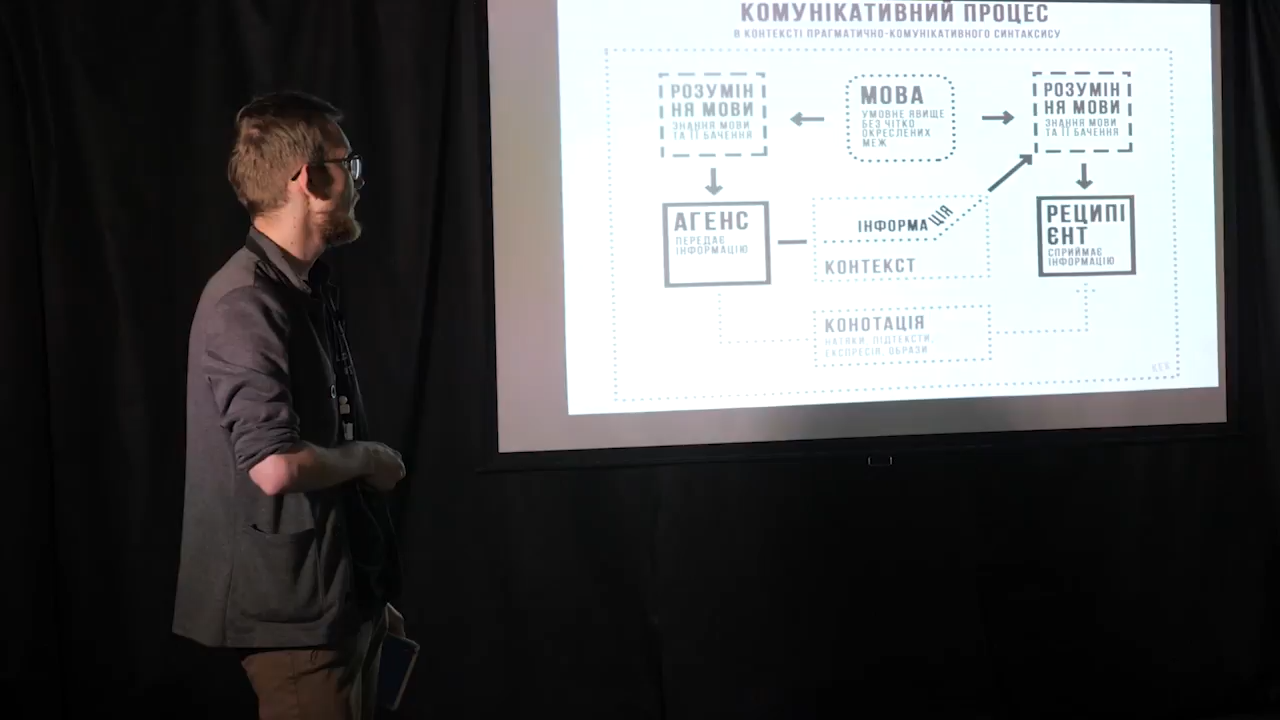 КОМУНІКАТИВНИЙ ПРОЦЕС
В КОНТЕКСТІ ПРАГМАТИЧНО-КОМУНІКАТИВНОГО СИНТАКСИСУ
РОЗУМІН
НЯ МОВИ
ЗНАННЯ МОВИ
ТА ЇЇ БАЧЕННЯ
МОВА
УМОВНЕ ЯВИЩЕ
БЕЗ ЧІТКО
ОКРЕСЛЕНИХ
МЕЖ
РОЗУМІН
НЯ МОВИ
ЗНАННЯ МОВИ
ТА ЇЇ БАЧЕННЯ
АГЕНС
ПЕРЕДАЄ
ІНФОРМАЦІЮ
ІНФОРМАЦІЯ
КОНТЕКСТ
РЕЦИПІ
ЄНТ
СПРИЙМАЄ
ІНФОРМАЦІЮ
КОНОТАЦІЯ
НАТЯКИ, ПІДТЕКСТИ,
ЕКСПРЕСІЯ, ОБРАЗИ